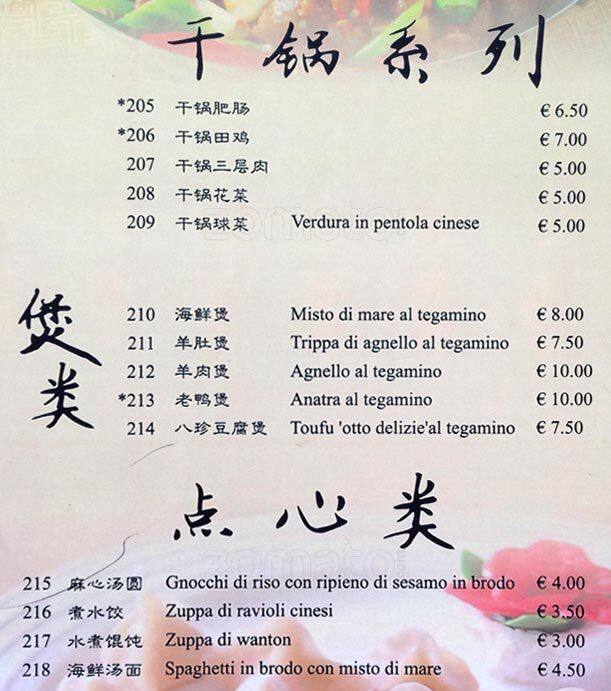 干锅系列
*205 干锅肥肠 € 6.50
*206 干锅田鸡 € 7.00
207 干锅三层肉 € 5.00
208 干锅花菜 € 5.00
209 干锅球菜 Verdura in pentola cinese € 5.00
煲类
210 海鲜煲 Misto di mare al tegamino € 8.00
211 羊肚煲 Trippa di agnello al tegamino € 7.50
212 羊肉煲 Agnello al tegamino € 10.00
*213 老鸭煲 Anatra al tegamino € 10.00
214 八珍豆腐煲 Toufu 'otto delizie'al tegamino € 7.50
点心类
215 麻心汤圆 Gnocchi di riso con ripieno di sesamo in brodo € 4.00
216 煮水饺 Zuppa di ravioli cinesi € 3.50
217 水煮馄饨 Zuppa di wanton € 3.00
218 海鲜汤面 Spaghetti in brodo con misto di mare € 4.50
zomato
zomato